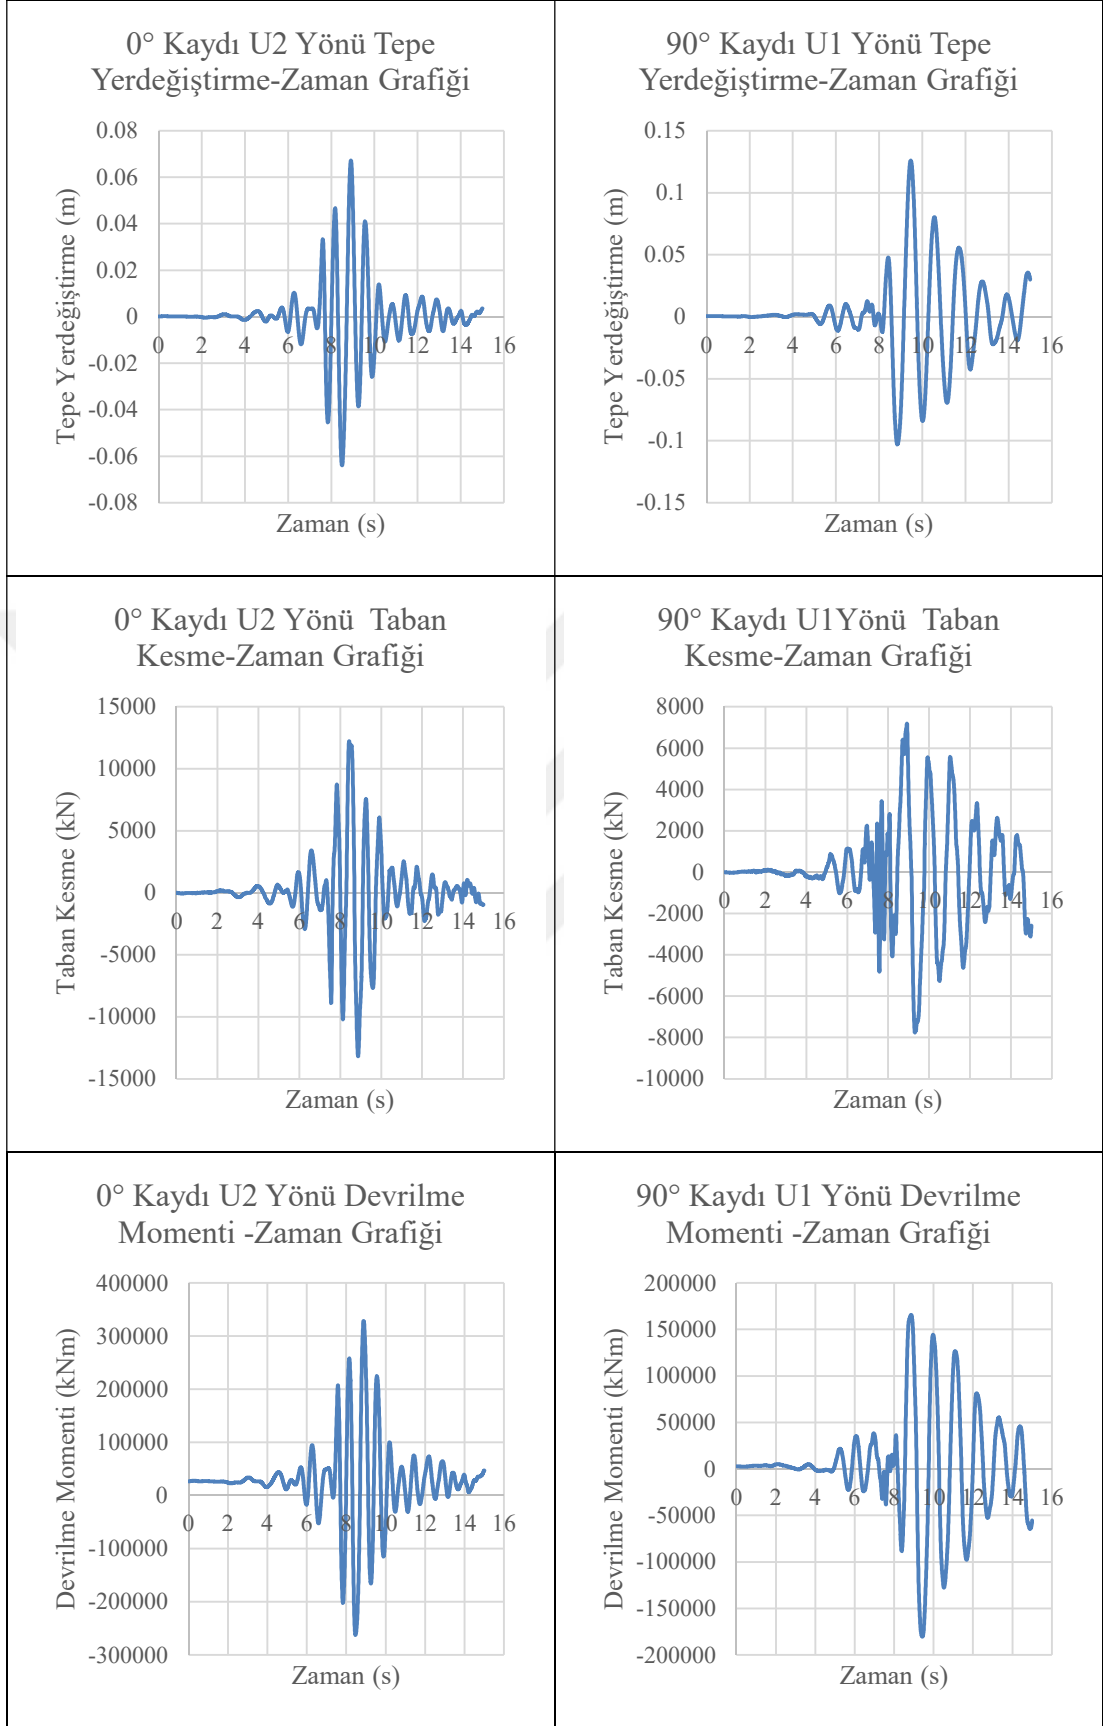 0° Kaydı U2 Yönü Tepe
Yerdeğiştirme-Zaman Grafiği
0.08
0.06
0.04
0.02
0
-0.02
-0.04
-0.06
-0.08
0 2 4 6 8 10 12 14 16
Tepe Yerdeğiştirme (m)
Zaman (s)
90° Kaydı U1 Yönü Tepe
Yerdeğiştirme-Zaman Grafiği
0.15
0.1
0.05
0
-0.05
-0.1
-0.15
0 2 4 6 8 10 12 14 16
Tepe Yerdeğiştirme (m)
Zaman (s)
0° Kaydı U2 Yönü Taban
Kesme-Zaman Grafiği
15000
10000
5000
0
-5000
-10000
-15000
0 2 4 6 8 10 12 14 16
Taban Kesme (kN)
Zaman (s)
90° Kaydı U1Yönü Taban
Kesme-Zaman Grafiği
8000
6000
4000
2000
0
-2000
-4000
-6000
-8000
-10000
0 2 4 6 8 10 12 14 16
Taban Kesme (kN)
Zaman (s)
0° Kaydı U2 Yönü Devrilme
Momenti -Zaman Grafiği
400000
300000
200000
100000
0
-100000
-200000
-300000
0 2 4 6 8 10 12 14 16
Devrilme Momenti (kNm)
Zaman (s)
90° Kaydı U1 Yönü Devrilme
Momenti -Zaman Grafiği
200000
150000
100000
50000
0
-50000
-100000
-150000
-200000
0 2 4 6 8 10 12 14 16
Devrilme Momenti (kNm)
Zaman (s)